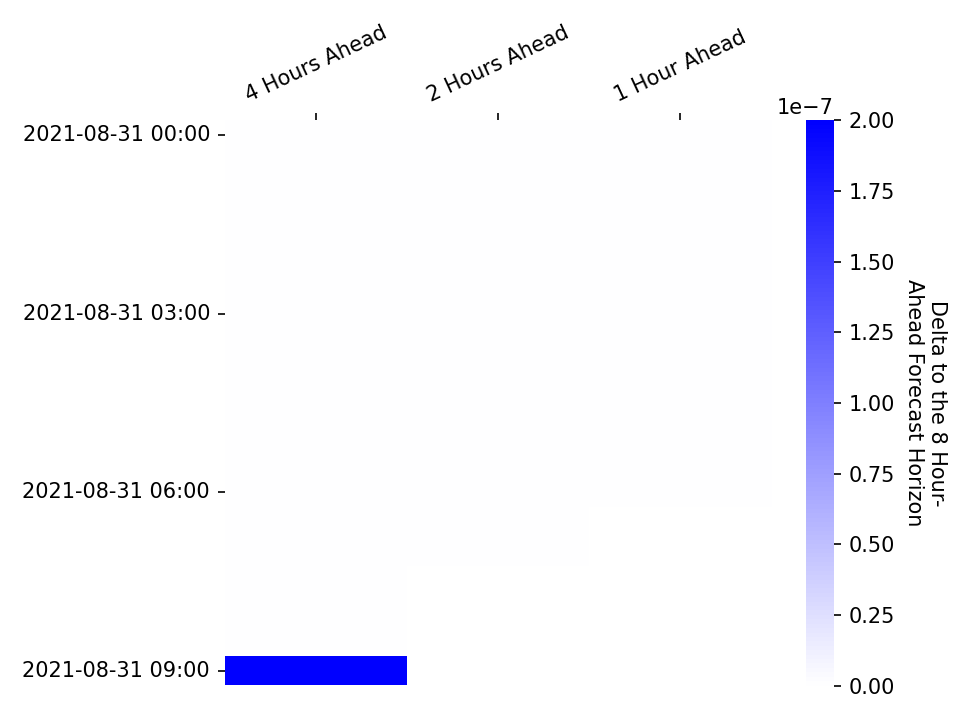 4 Hours Ahead
2 Hours Ahead
1 Hour Ahead
2021-08-31 00:00
2021-08-31 03:00
2021-08-31 06:00
2021-08-31 09:00
1e−7
2.00
1.75
1.50
1.25
1.00
0.75
0.50
0.25
0.00
Delta to the 8 Hour-
Ahead Forecast Horizon